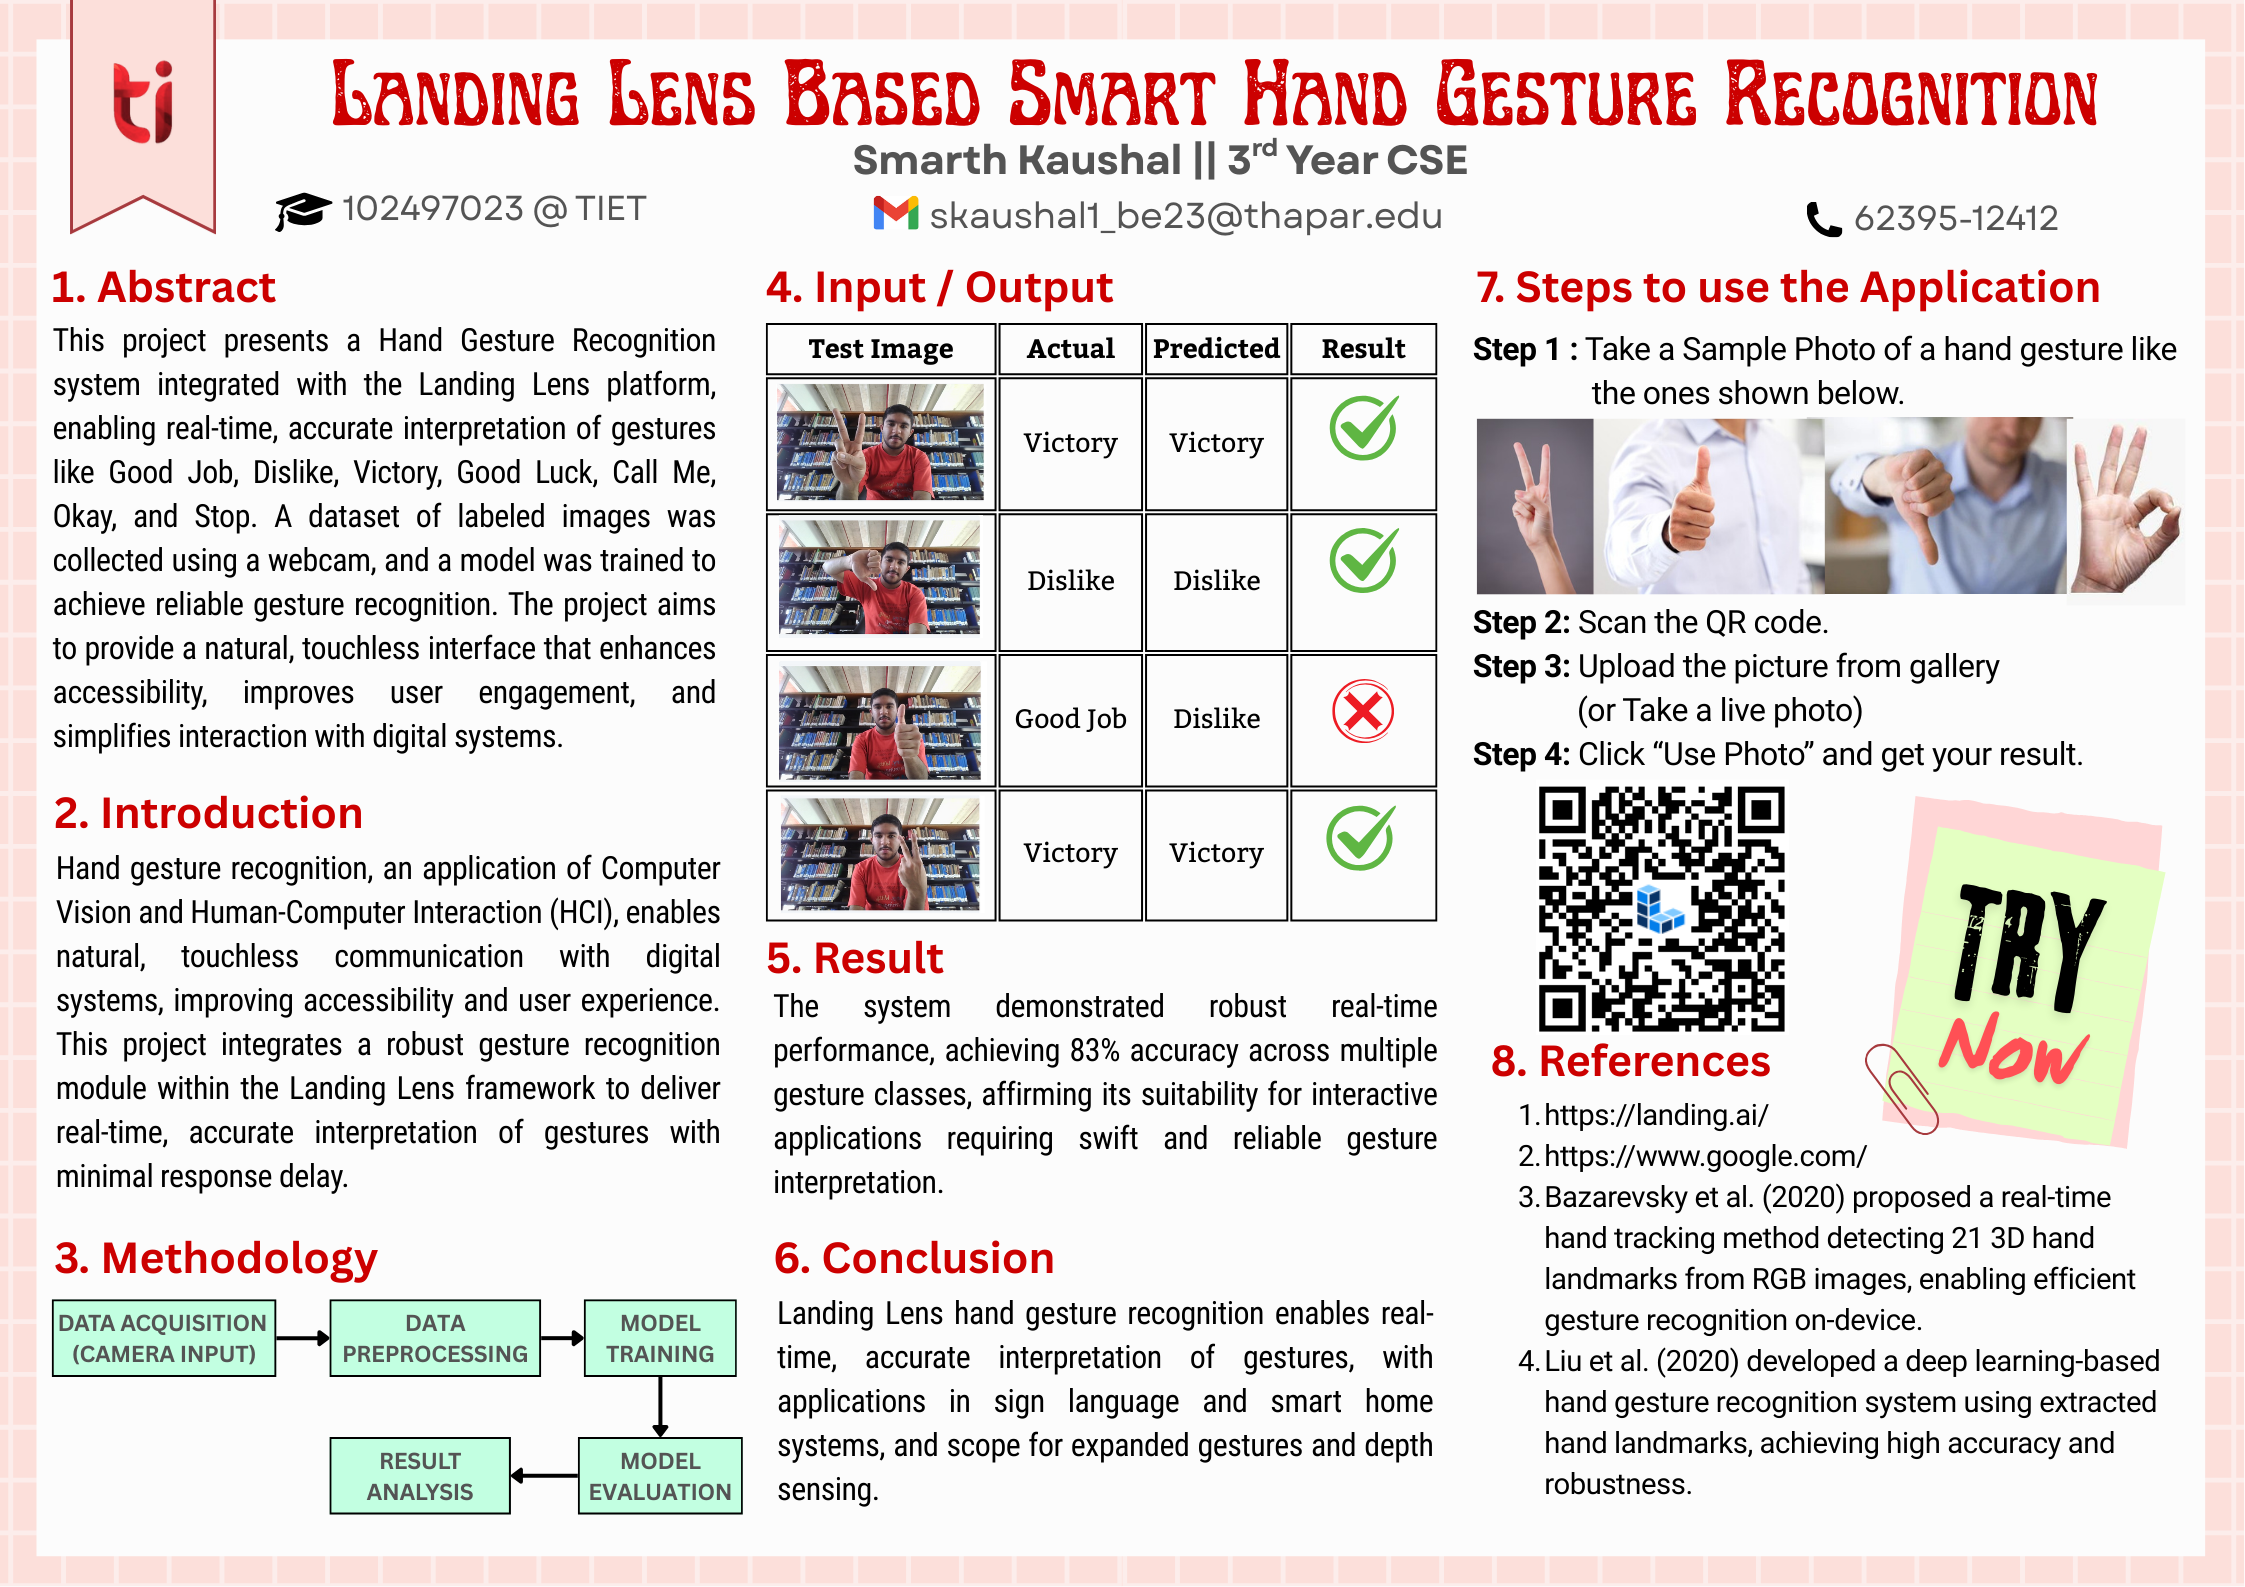 ti
Landing Lens Based Smart Hand Gesture Recognition
Smarth Kaushal || 3rd Year CSE
102497023 @ TIET
skaushal1_be23@thapar.edu
62395-12412
1. Abstract
This project presents a Hand Gesture Recognition
system integrated with the Landing Lens platform,
enabling real-time, accurate interpretation of gestures
like Good Job, Dislike, Victory, Good Luck, Call Me,
Okay, and Stop. A dataset of labeled images was
collected using a webcam, and a model was trained to
achieve reliable gesture recognition. The project aims
to provide a natural, touchless interface that enhances
accessibility, improves user engagement, and
simplifies interaction with digital systems.
2. Introduction
Hand gesture recognition, an application of Computer
Vision and Human-Computer Interaction (HCI), enables
natural, touchless communication with digital
systems, improving accessibility and user experience.
This project integrates a robust gesture recognition
module within the Landing Lens framework to deliver
real-time, accurate interpretation of gestures with
minimal response delay.
3. Methodology
DATA ACQUISITION
(CAMERA INPUT)
DATA
PREPROCESSING
MODEL
TRAINING
MODEL
EVALUATION
RESULT
ANALYSIS
4. Input / Output
Test Image Actual Predicted Result
Victory Victory
Dislike Dislike
Good Job Dislike
Victory Victory
5. Result
The system demonstrated robust real-time
performance, achieving 83% accuracy across multiple
gesture classes, affirming its suitability for interactive
applications requiring swift and reliable gesture
interpretation.
6. Conclusion
Landing Lens hand gesture recognition enables real-
time, accurate interpretation of gestures, with
applications in sign language and smart home
systems, and scope for expanded gestures and depth
sensing.
7. Steps to use the Application
Step 1 : Take a Sample Photo of a hand gesture like
the ones shown below.
Step 2: Scan the QR code.
Step 3: Upload the picture from gallery
(or Take a live photo)
Step 4: Click “Use Photo” and get your result.
TRY
Now
8. References
1. https://landing.ai/
2. https://www.google.com/
3. Bazarevsky et al. (2020) proposed a real-time
hand tracking method detecting 21 3D hand
landmarks from RGB images, enabling efficient
gesture recognition on-device.
4. Liu et al. (2020) developed a deep learning-based
hand gesture recognition system using extracted
hand landmarks, achieving high accuracy and
robustness.